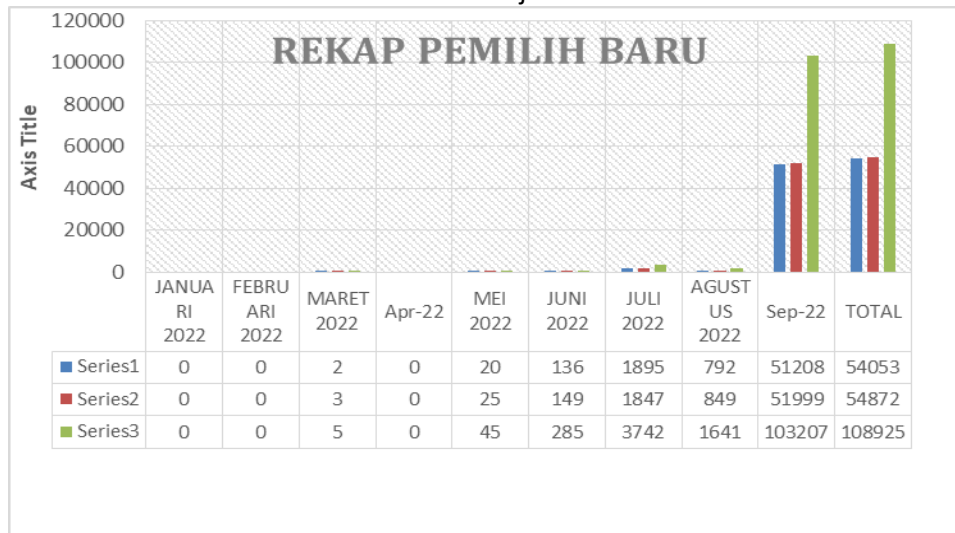 120000
REKAP PEMILIH BARU
100000
80000
60000
40000
20000
0
Axis Title
JANUA
RI
2022
FEBRU
ARI
2022
MARET
2022
Apr-22
MEI
2022
JUNI
2022
JULI
2022
AGUST
US
2022
Sep-22
TOTAL
Series1 0 0 2 0 20 136 1895 792 51208 54053
Series2 0 0 3 0 25 149 1847 849 51999 54872
Series3 0 0 5 0 45 285 3742 1641 103207 108925